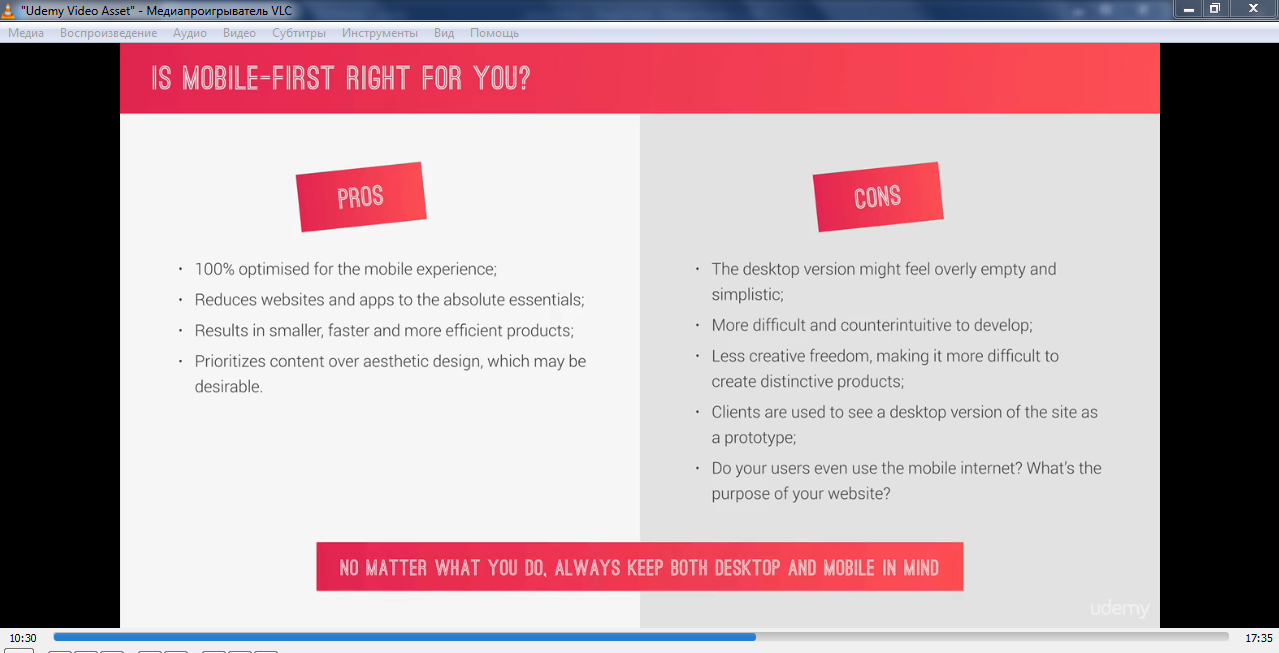 "Udemy Video Asset" - Медиапроигрыватель VLC
Медиа Воспроизведение Аудио Видео Субтитры Инструменты Вид Помощь
IS MOBILE-FIRST RIGHT FOR YOU?
PROS
• 100% optimised for the mobile experience;
• Reduces websites and apps to the absolute essentials;
• Results in smaller, faster and more efficient products;
• Prioritizes content over aesthetic design, which may be
desirable.
CONS
• The desktop version might feel overly empty and
simplistic;
• More difficult and counterintuitive to develop;
• Less creative freedom, making it more difficult to
create distinctive products;
• Clients are used to see a desktop version of the site as
a prototype;
• Do your users even use the mobile internet? What's the
purpose of your website?
NO MATTER WHAT YOU DO, ALWAYS KEEP BOTH DESKTOP AND MOBILE IN MIND
udemy
10:30 17:35